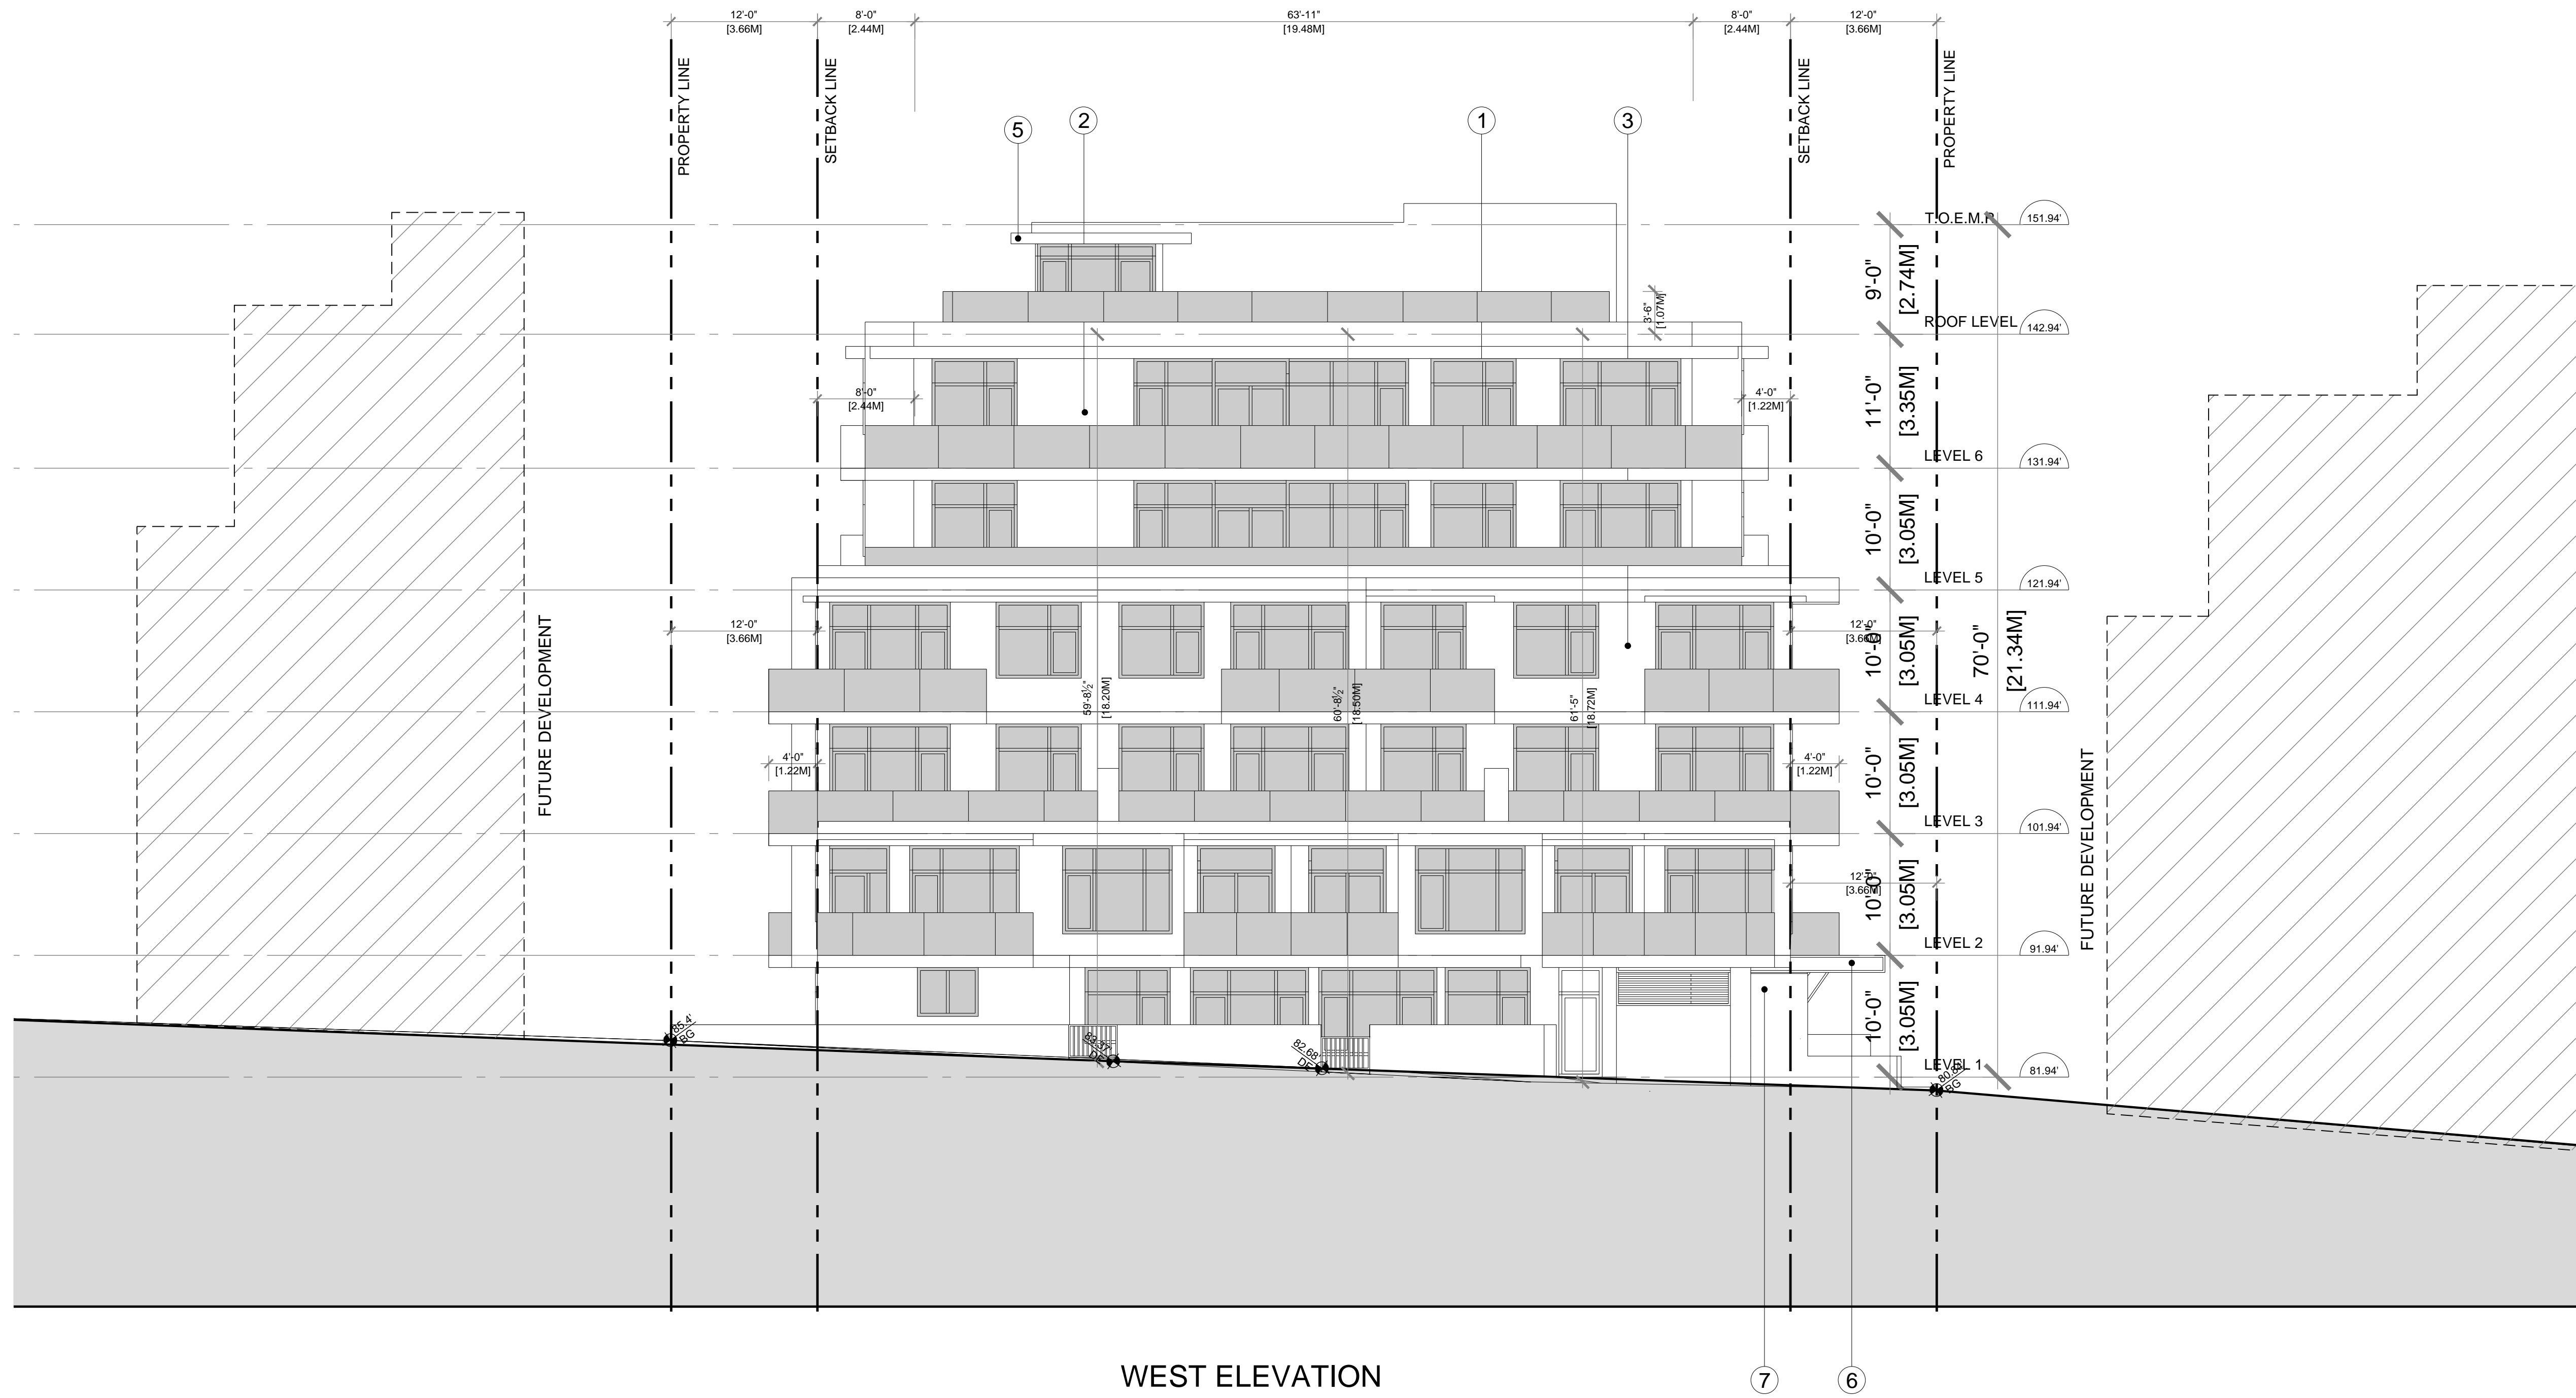 12'-0" 8'-0" 63'-11" 8'-0" 12'-0"
[3.66M] [2.44M] [19.48M] [2.44M] [3.66M]
PROPERTY LINE
SETBACK LINE
SETBACK LINE
PROPERTY LINE
5 2 1 3
T.O.E.M.P. 151.94'
9'-0"
[2.74M]
3'-6"
[1.07M]
ROOF LEVEL 142.94'
8'-0"
[2.44M]
4'-0"
[1.22M]
11'-0"
[3.35M]
LEVEL 6 131.94'
10'-0"
[3.05M]
LEVEL 5 121.94'
12'-0"
[3.66M]
12'-0"
[3.66M]
10'-0"
[3.05M]
70'-0"
[21.34M]
59'-8½"
[18.20M]
60'-8½"
[18.50M]
61'-5"
[18.72M]
LEVEL 4 111.94'
FUTURE DEVELOPMENT
4'-0"
[1.22M]
4'-0"
[1.22M]
10'-0"
[3.05M]
LEVEL 3 101.94'
FUTURE DEVELOPMENT
12'-0"
[3.66M]
10'-0"
[3.05M]
LEVEL 2 91.94'
10'-0"
[3.05M]
85.4'
BG
83.37'
82.68'
LEVEL 1 81.94'
BG
WEST ELEVATION
7 6